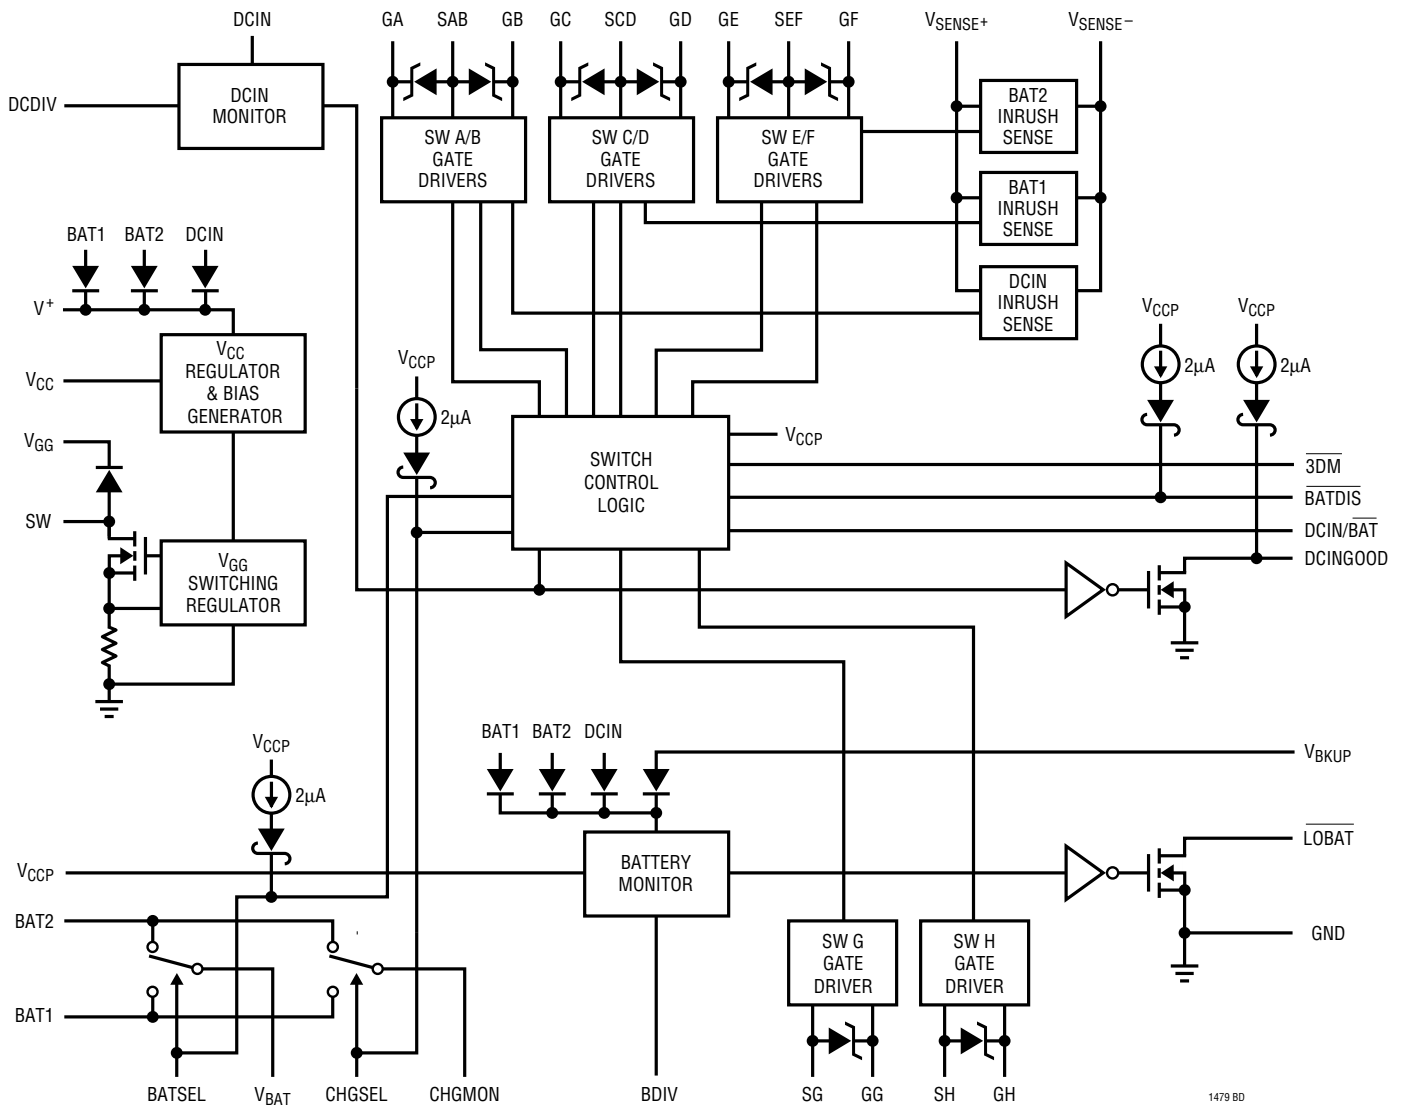 DCIN
GA
SAB
GB
GC
SCD
GD
GE
SEF
GF
VSENSE+
VSENSE–
DCDIV
DCIN
MONITOR
SW A/B
GATE
DRIVERS
SW C/D
GATE
DRIVERS
SW E/F
GATE
DRIVERS
BAT2
INRUSH
SENSE
BAT1
INRUSH
SENSE
DCIN
INRUSH
SENSE
BAT1
BAT2
DCIN
V+
VCC
REGULATOR
& BIAS
GENERATOR
VCC
VGG
SW
VGG
SWITCHING
REGULATOR
VCCP
2µA
VCCP
2µA
VCCP
2µA
SWITCH
CONTROL
LOGIC
VCCP
3DM
BATDIS
DCIN/BAT
DCINGOOD
BAT1
BAT2
DCIN
VBKUP
VCCP
2µA
VCCP
BATTERY
MONITOR
LOBAT
GND
BAT2
BAT1
SW G
GATE
DRIVER
SW H
GATE
DRIVER
BATSEL
VBAT
CHGSEL
CHGMON
BDIV
SG
GG
SH
GH
1479 BD